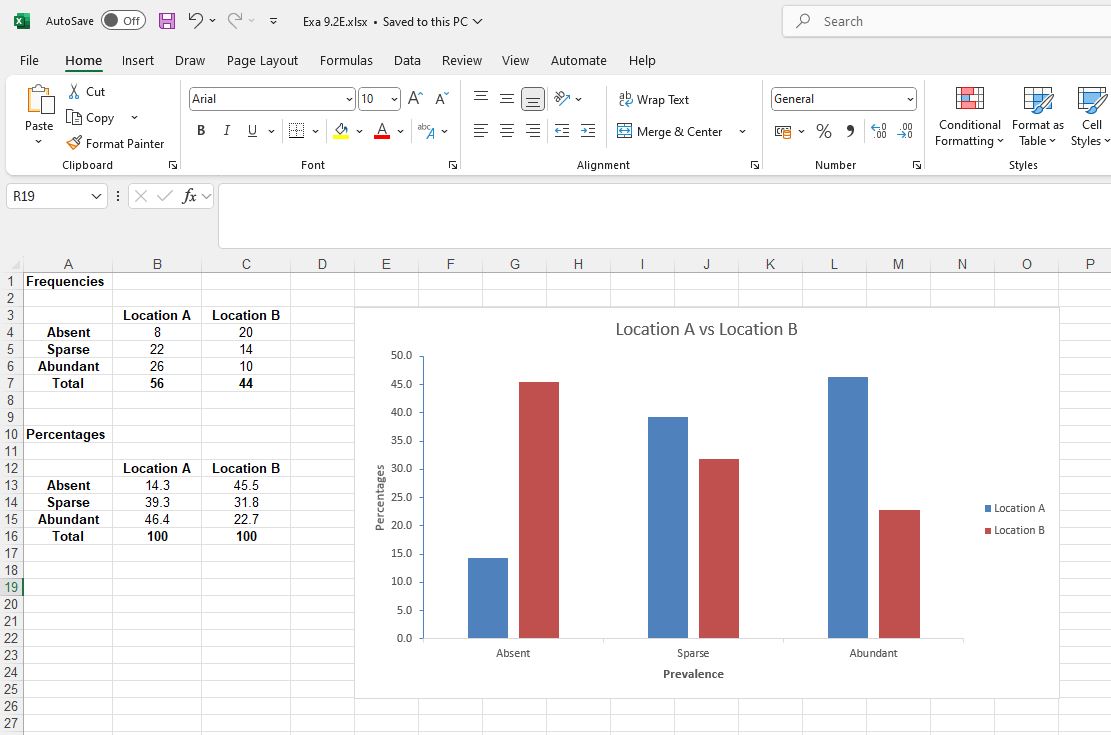 AutoSave Off Exa 9.2E.xlsx • Saved to this PC Search
File Home Insert Draw Page Layout Formulas Data Review View Automate Help
Paste Cut Copy Format Painter
Clipboard
Arial 10 A A
B I U A abc A
Font
ab c Wrap Text
Merge & Center
Alignment
General
% 9 .00 .00
Number
Conditional Formatting Format as Table Cell Styles
Styles
R19 fx
A B C D E F G H I J K L M N O P
1 Frequencies
2
3 Location A Location B
4 Absent 8 20
5 Sparse 22 14
6 Abundant 26 10
7 Total 56 44
8
9
10 Percentages
11
12 Location A Location B
13 Absent 14.3 45.5
14 Sparse 39.3 31.8
15 Abundant 46.4 22.7
16 Total 100 100
17
18
19
20
21
22
23
24
25
26
27
Location A vs Location B
50.0
45.0
40.0
35.0
30.0
25.0
20.0
15.0
10.0
5.0
0.0
Percentages
Absent Sparse Abundant
Prevalence
Location A
Location B